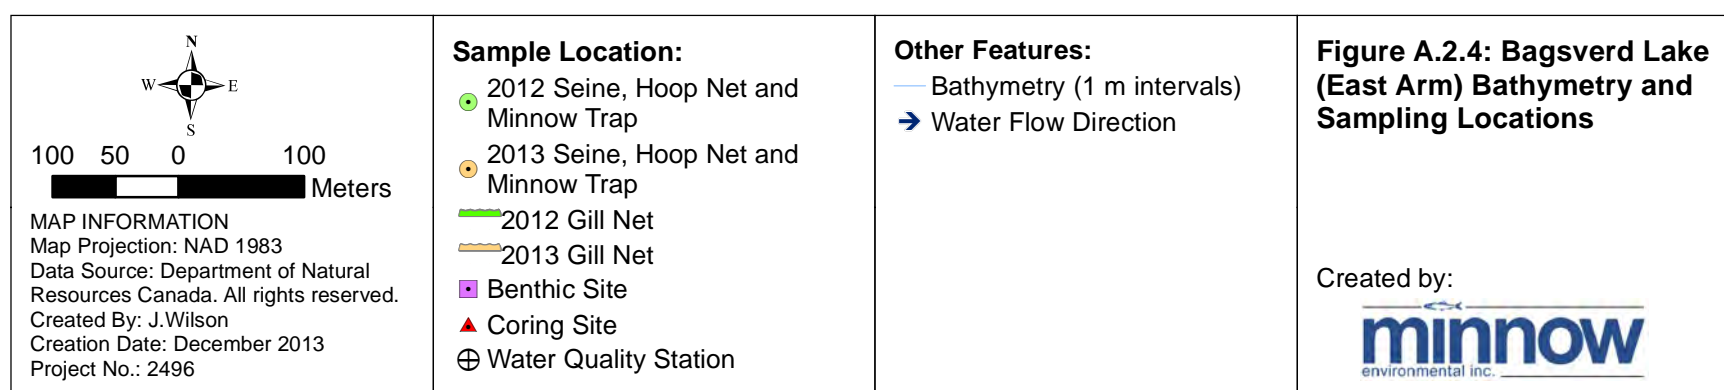 N
W E
S
100 50 0 100
Meters
MAP INFORMATION
Map Projection: NAD 1983
Data Source: Department of Natural
Resources Canada. All rights reserved.
Created By: J.Wilson
Creation Date: December 2013
Project No.: 2496
Sample Location:
2012 Seine, Hoop Net and
Minnow Trap
2013 Seine, Hoop Net and
Minnow Trap
2012 Gill Net
2013 Gill Net
Benthic Site
Coring Site
Water Quality Station
Other Features:
Bathymetry (1 m intervals)
Water Flow Direction
Figure A.2.4: Bagsverd Lake
(East Arm) Bathymetry and
Sampling Locations
Created by:
minnow
environmental inc.